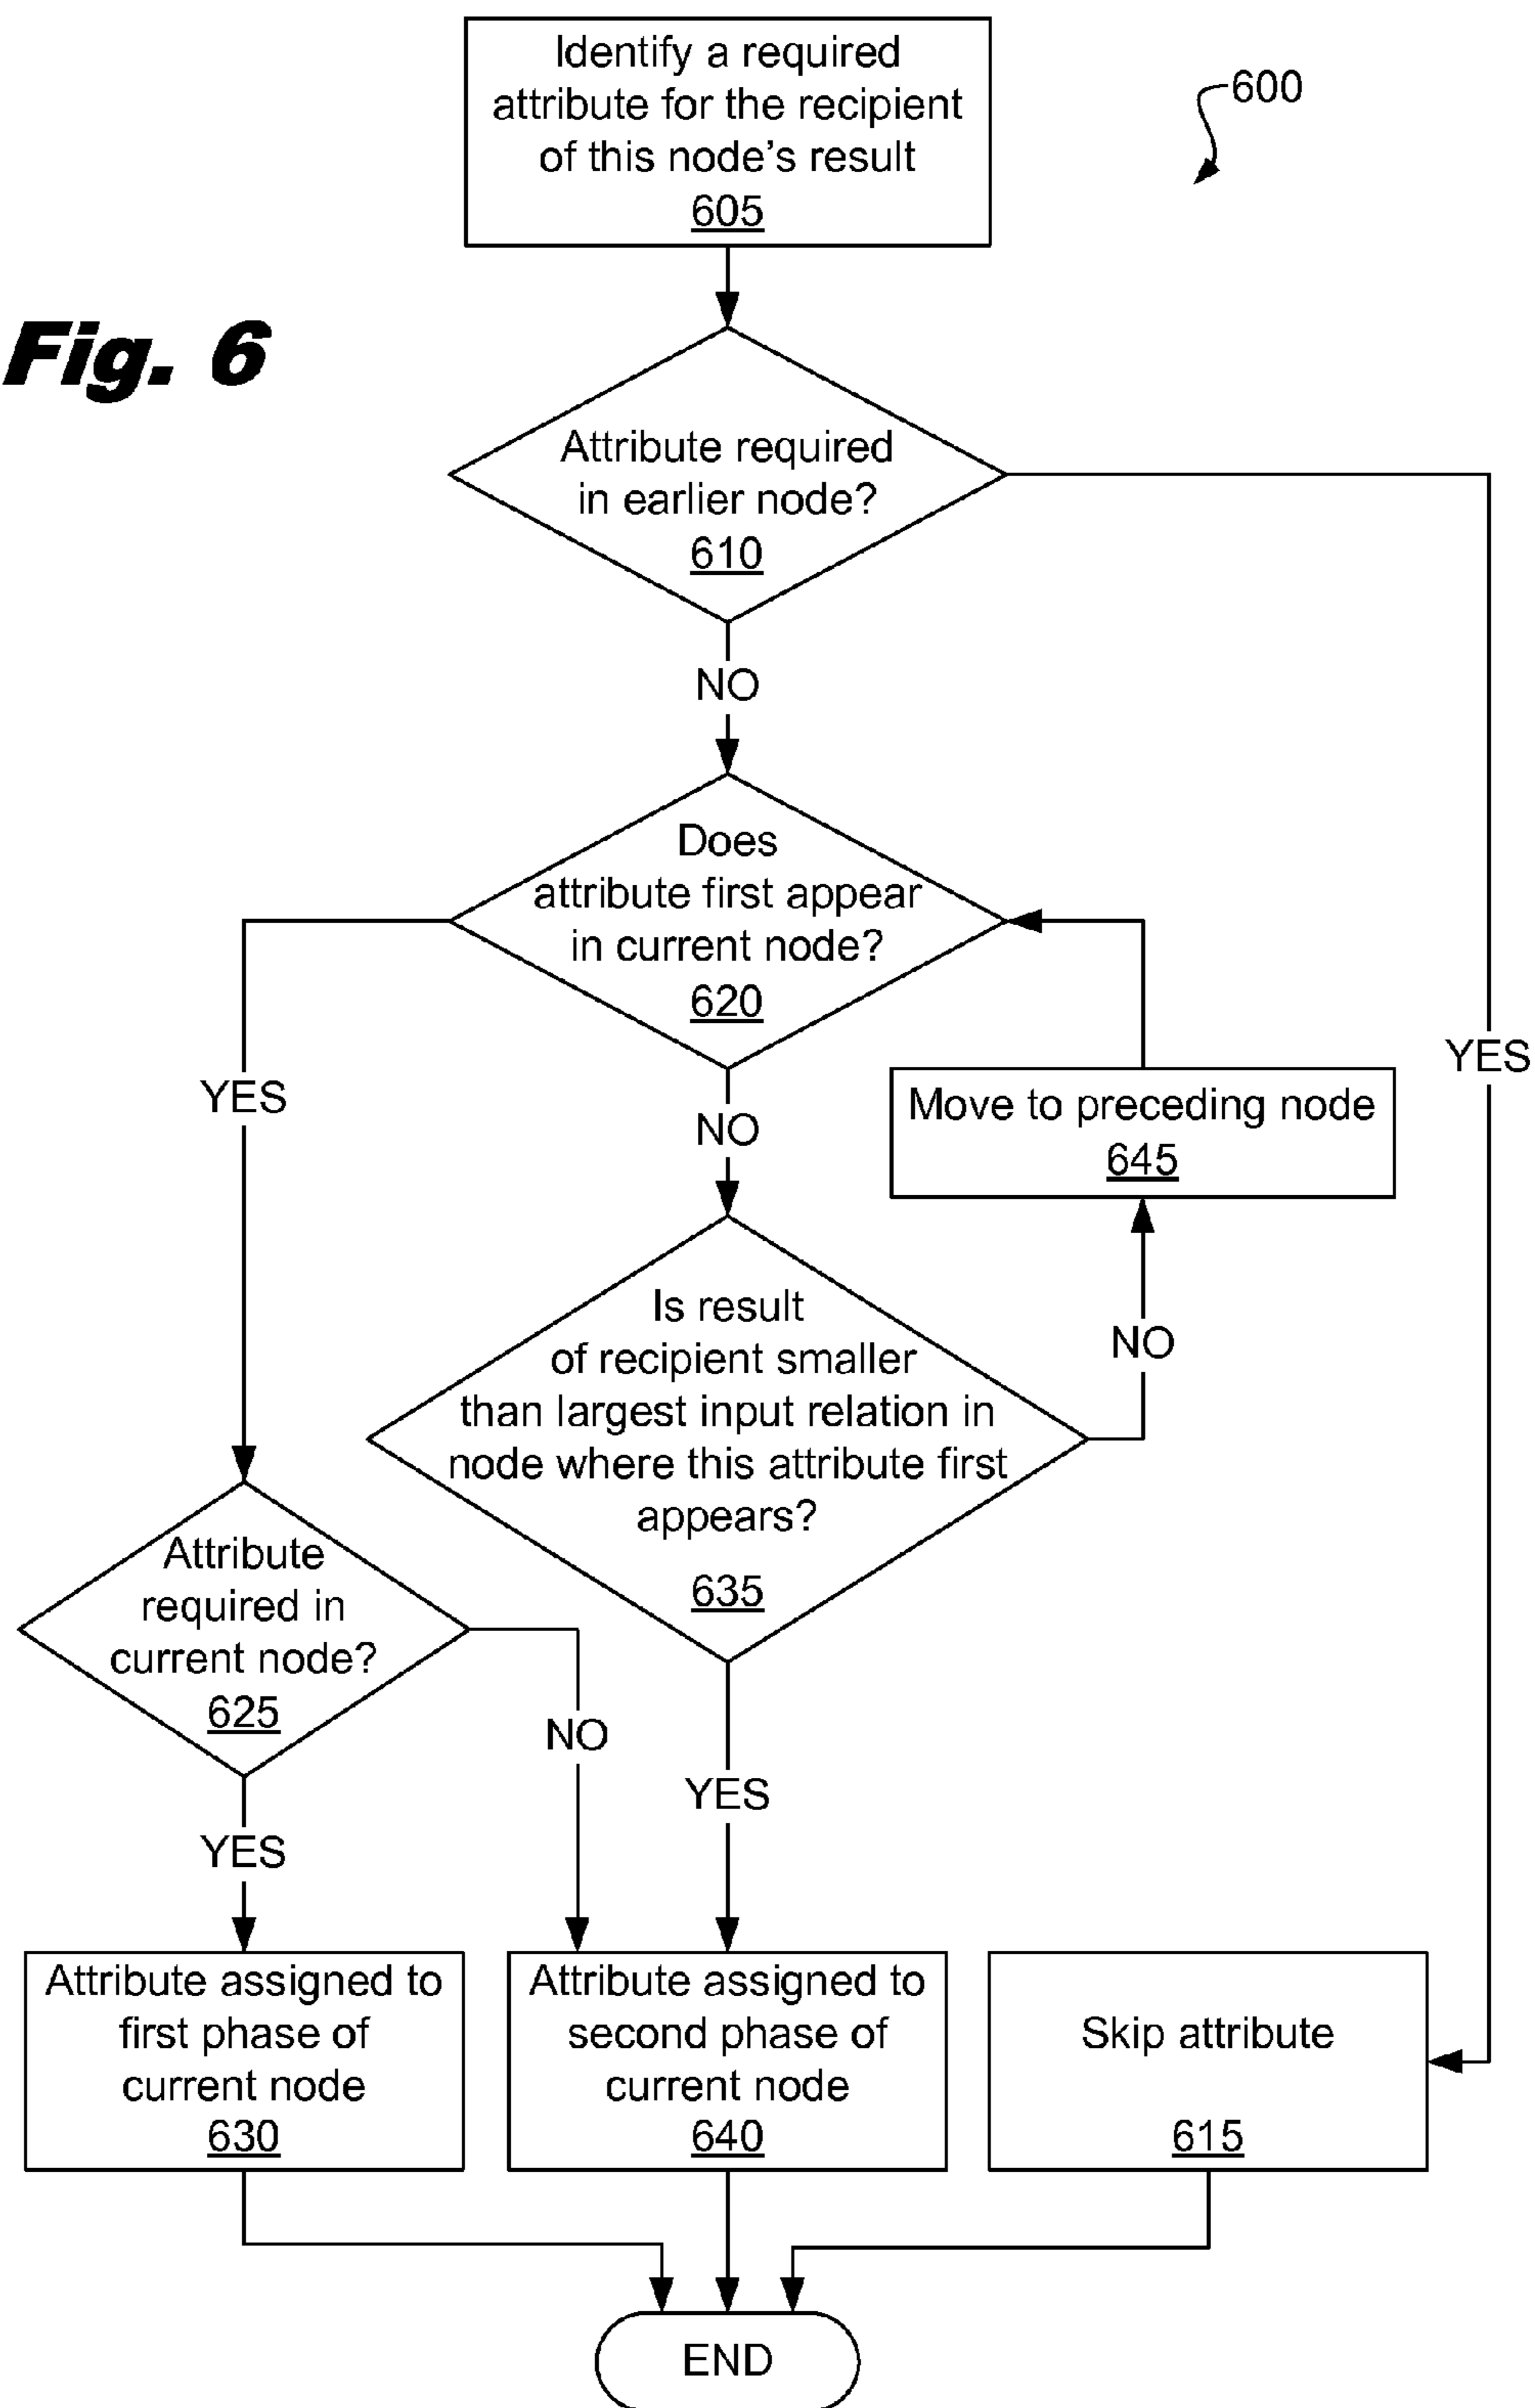 Identify a required
attribute for the recipient
of this node's result
605
600
Fig. 6
Attribute required
in earlier node?
610
NO
Does
attribute first appear
in current node?
620
YES
NO
Move to preceding node
645
YES
Is result
of recipient smaller
than largest input relation in
node where this attribute first
appears?
635
NO
Attribute
required in
current node?
625
NO
YES
YES
Attribute assigned to
first phase of
current node
630
Attribute assigned to
second phase of
current node
640
Skip attribute
615
END